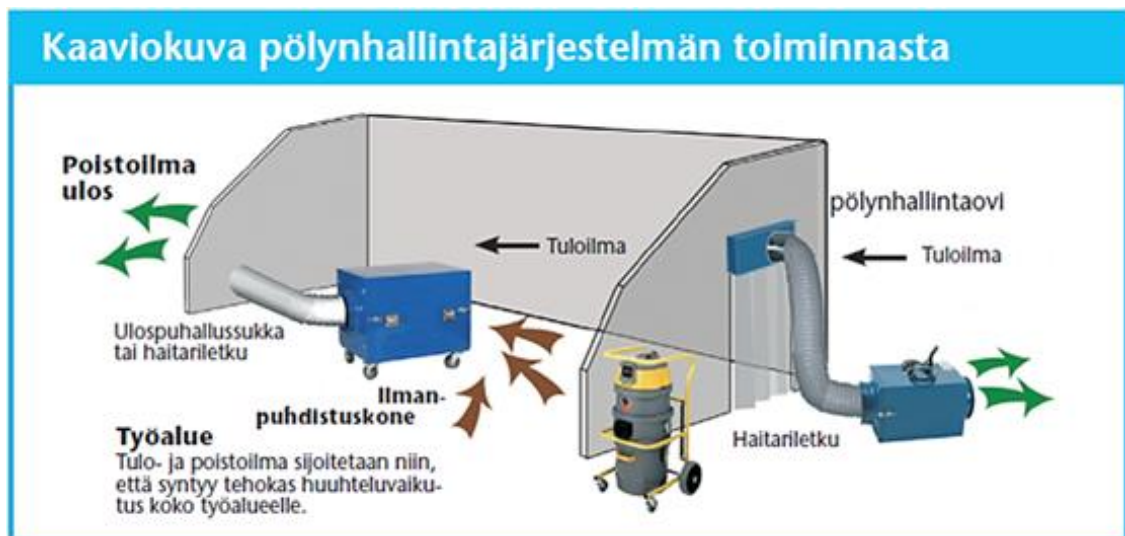 Kaaviokuva pölynhallintajärjestelmän toiminnasta
Poistoilma
ulos
pölynhallintaovi
Tuloilma
Tuloilma
Ulospuhallussukka
tai haitariletku
Ilman-
puhdistuskone
Haitariletku
Työalue
Tulo- ja poistoilma sijoitetaan niin,
että syntyy tehokas huuhteluvaiku-
tus koko työalueelle.